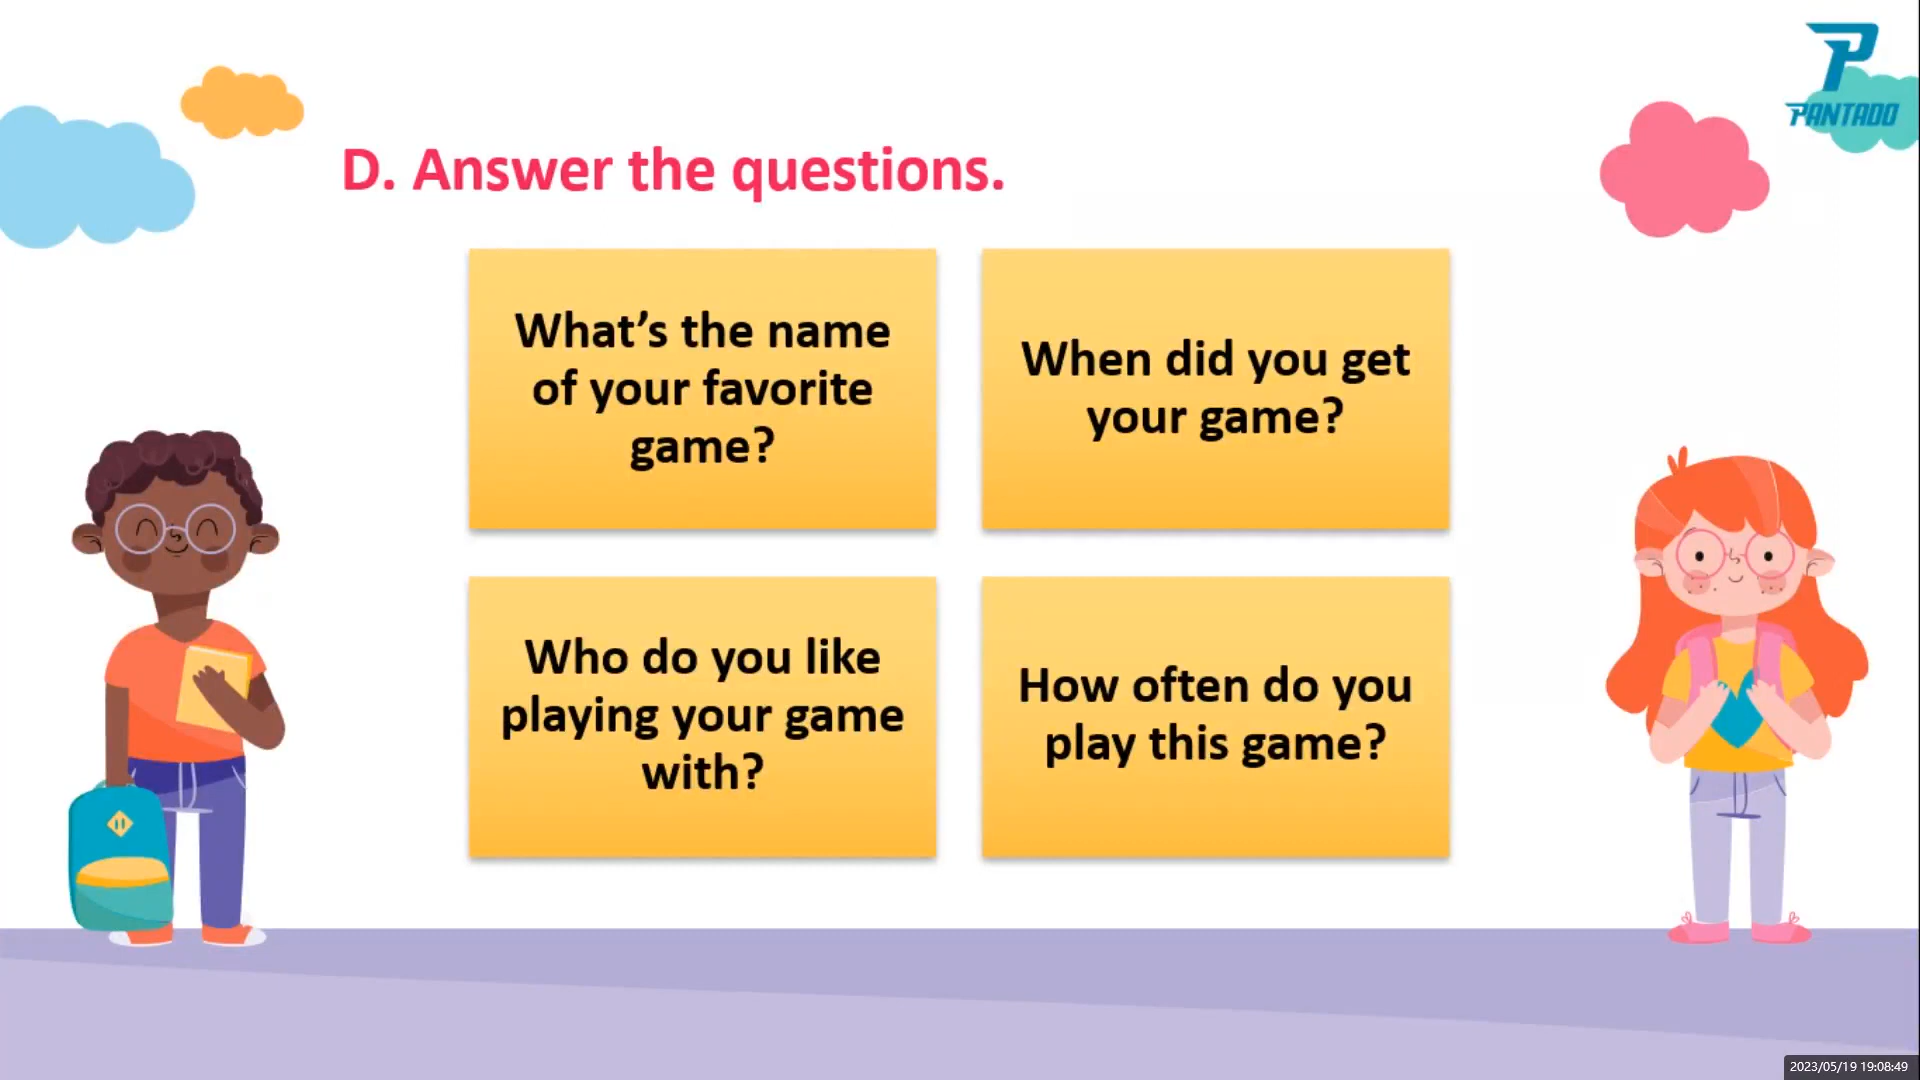 PANTADO
D. Answer the questions.
What's the name
of your favorite
game?
When did you get
your game?
Who do you like
playing your game
with?
How often do you
play this game?
2023/05/19 19:08:49